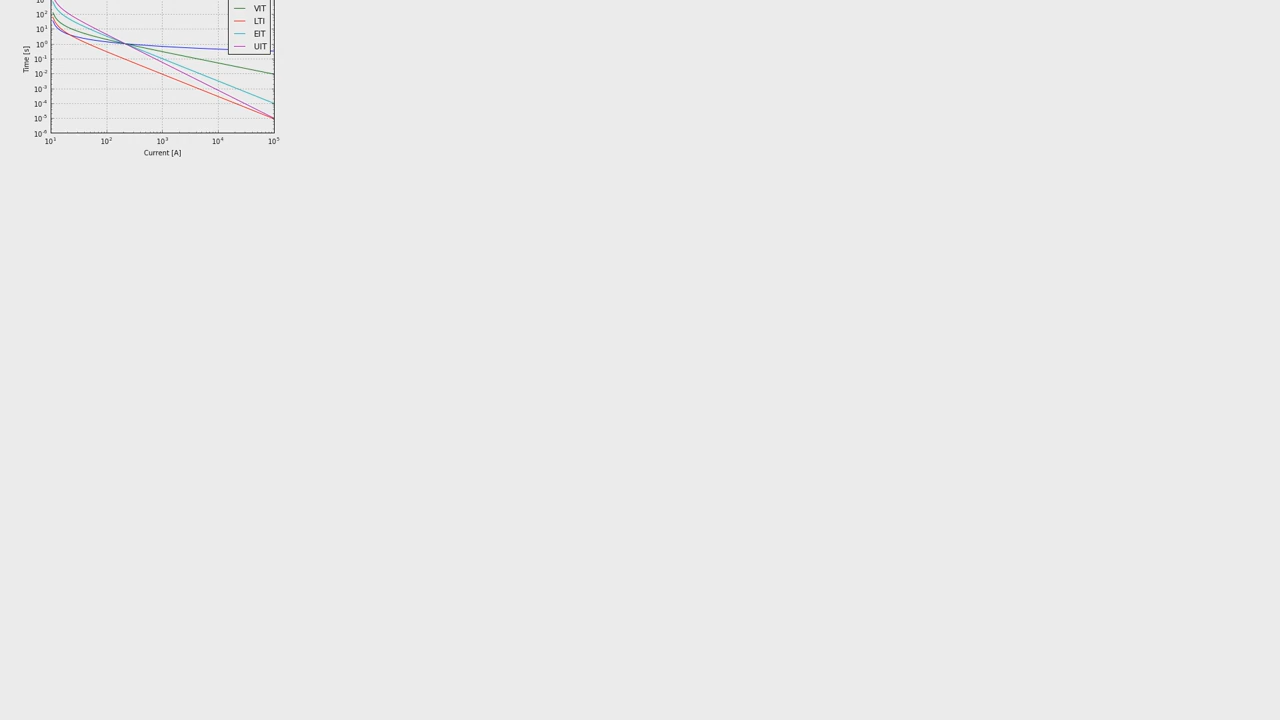 VIT
LTI
EIT
UIT
Time [s]
10²
10¹
10⁰
10⁻¹
10⁻²
10⁻³
10⁻⁴
10⁻⁵
10⁻⁶
10¹ 10² 10³ 10⁴ 10⁵
Current [A]